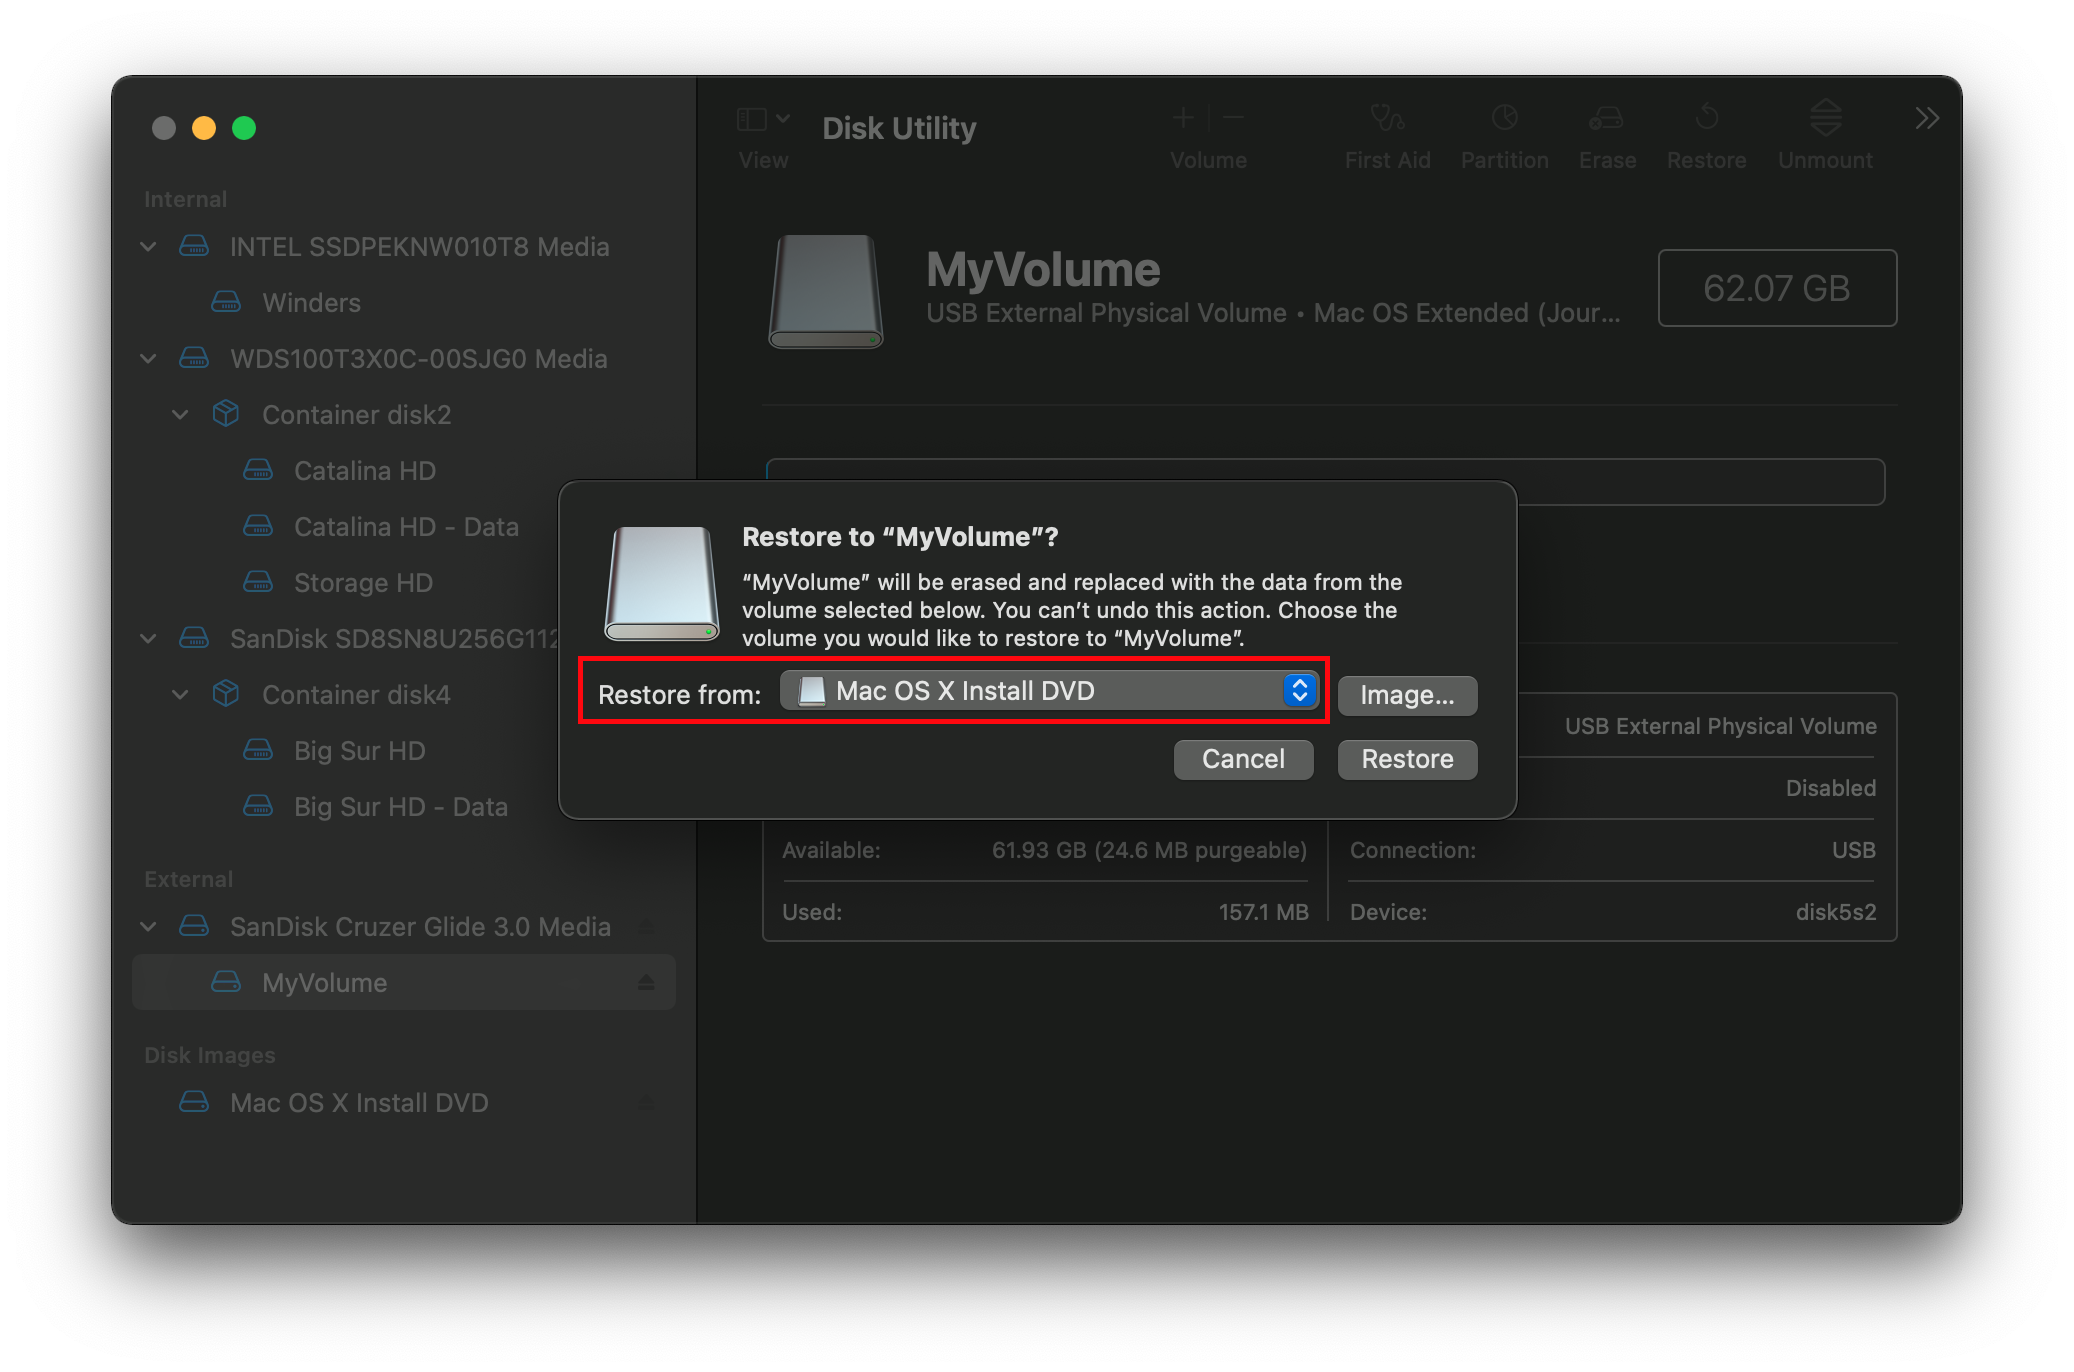 Disk Utility
View
Volume
First Aid
Partition
Erase
Restore
Unmount
Internal
INTEL SSDPEKNW010T8 Media
Winders
WDS100T3X0C-00SJG0 Media
Container disk2
Catalina HD
Catalina HD - Data
Storage HD
SanDisk SD8SN8U256G112
Container disk4
Big Sur HD
Big Sur HD - Data
External
SanDisk Cruzer Glide 3.0 Media
MyVolume
Disk Images
Mac OS X Install DVD
MyVolume
USB External Physical Volume • Mac OS Extended (Jour...
62.07 GB
Restore to “MyVolume”?
“MyVolume” will be erased and replaced with the data from the
volume selected below. You can’t undo this action. Choose the
volume you would like to restore to “MyVolume”.
Restore from: Mac OS X Install DVD
Image...
Cancel
Restore
USB External Physical Volume
Disabled
Available: 61.93 GB (24.6 MB purgeable)
Connection: USB
Used: 157.1 MB
Device: disk5s2